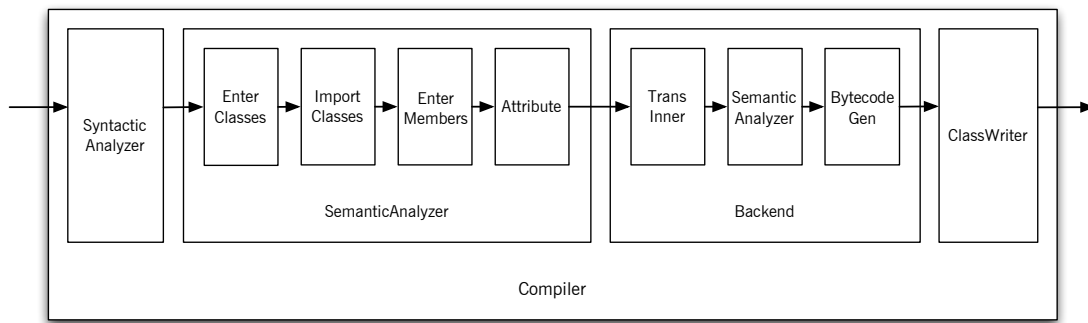 Syntactic
Analyzer
Enter
Classes
Import
Classes
Enter
Members
Attribute
SemanticAnalyzer
Trans
Inner
Semantic
Analyzer
Bytecode
Gen
Backend
ClassWriter
Compiler